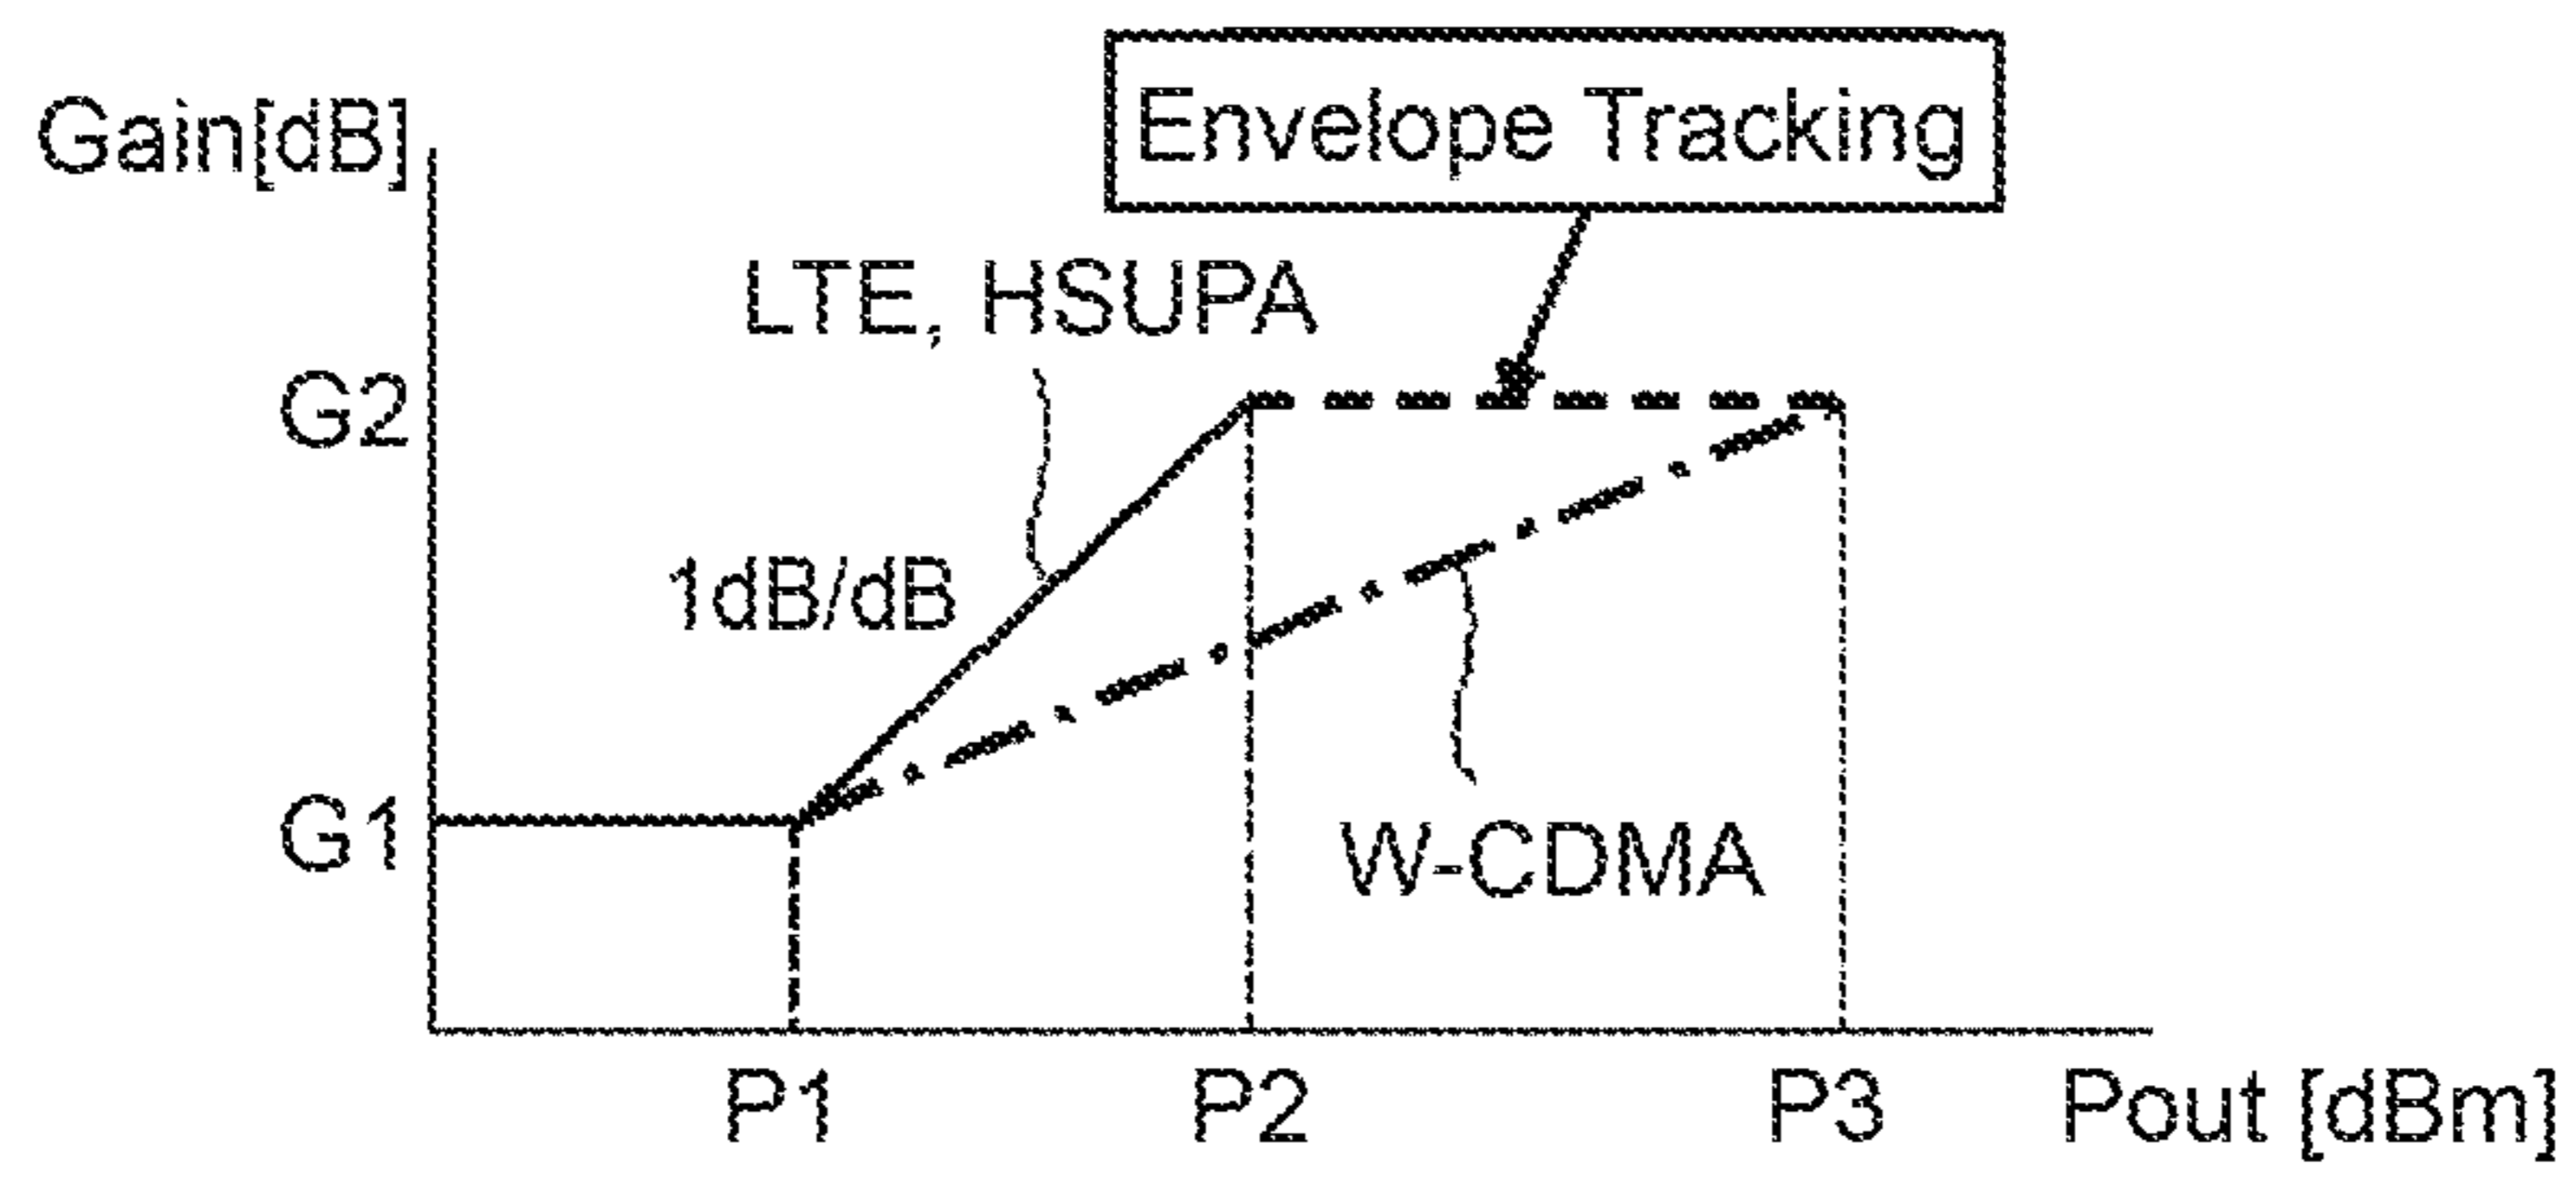 Envelope Tracking
Gain[dB]
LTE, HSUPA
G2
1dB/dB
G1
W-CDMA
P1
P2
P3
Pout [dBm]